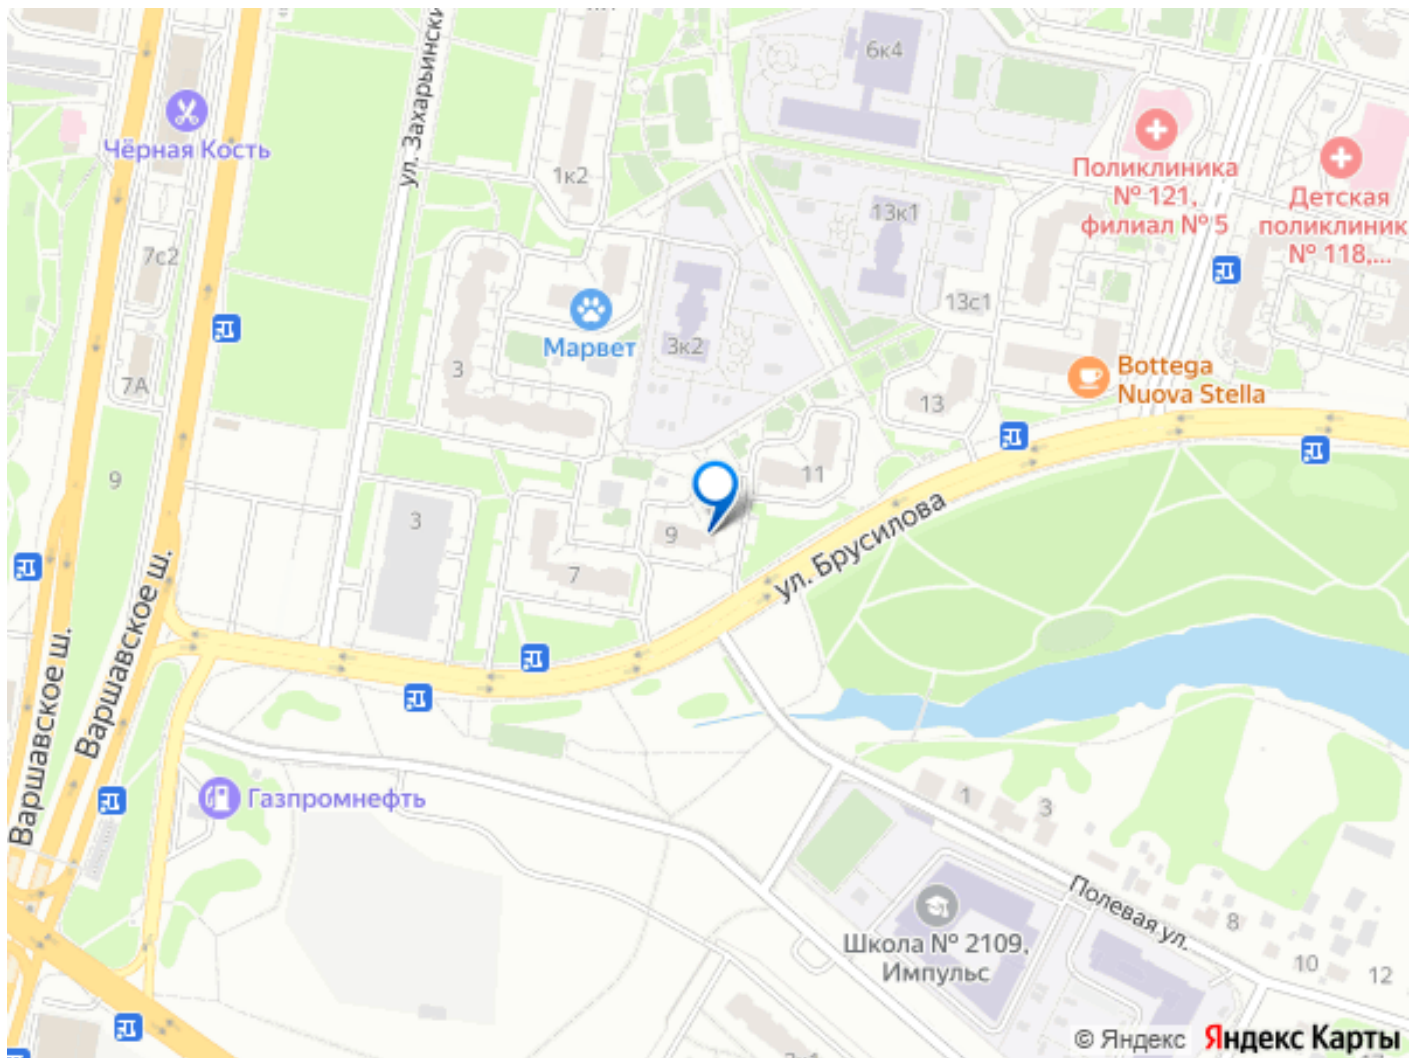 6к4
ул. Захарьински
Чёрная Кость
1к2
Поликлиника
№ 121,
филиал № 5
Детская
поликлиник
№ 118,...
13к1
7с2
13с1
Марвет
3к2
3
7А
Bottega
Nuova Stella
13
11
9
3
9
7
ул. Брусилова
Варшавское ш.
Варшавское ш.
Газпромнефть
1
3
Полевая ул.
8
Школа № 2109,
Импульс
10
12
© Яндекс Яндекс Карты